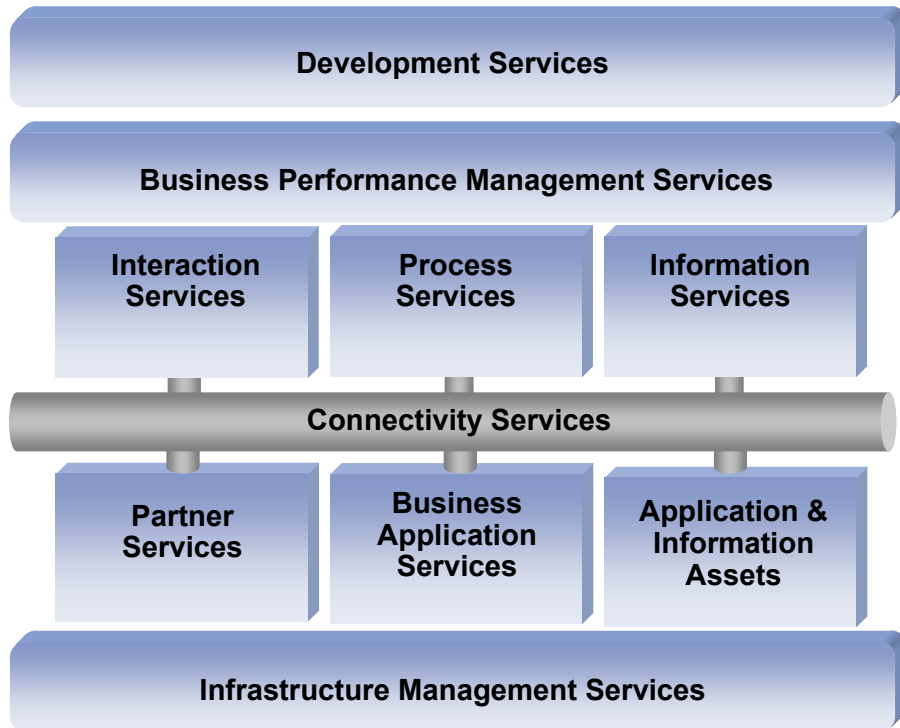 Development Services
Business Performance Management Services
Interaction
Services
Process
Services
Information
Services
Connectivity Services
Partner
Services
Business
Application
Services
Application &
Information
Assets
Infrastructure Management Services